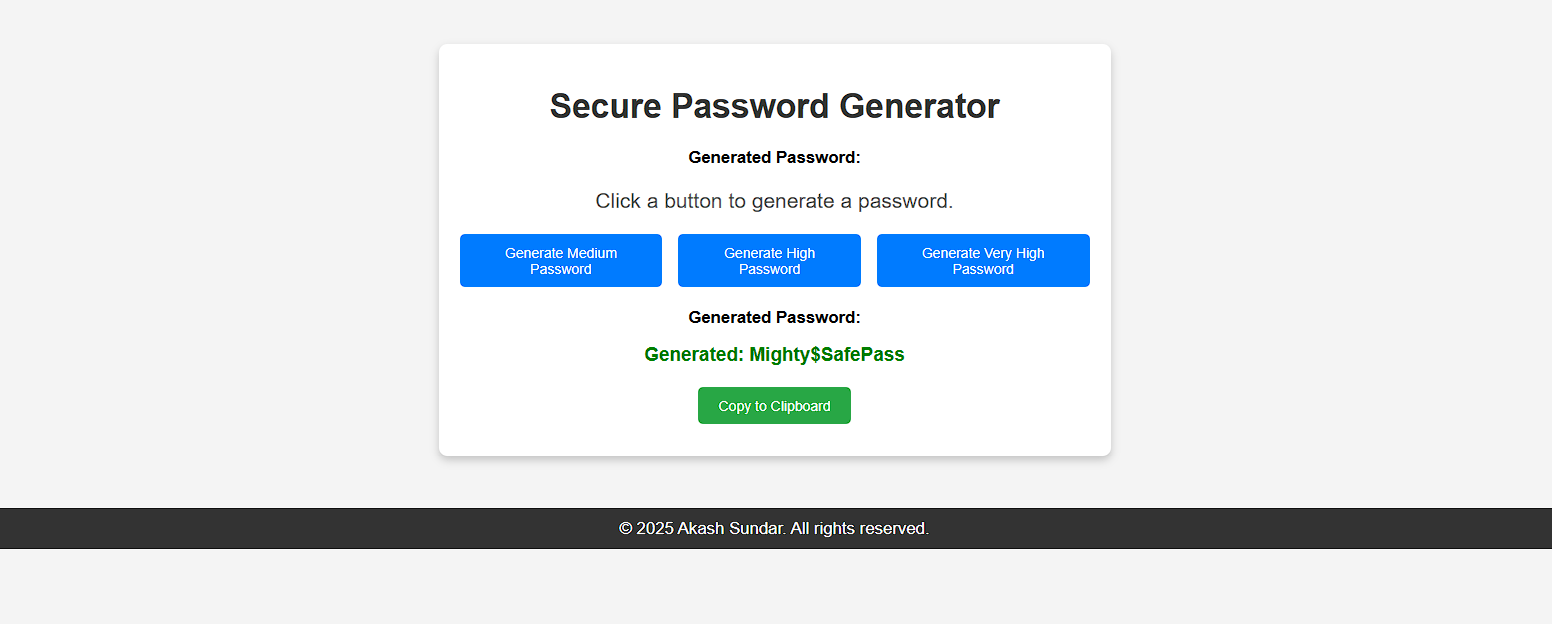 Secure Password Generator
Generated Password:
Click a button to generate a password.
Generate Medium
Password
Generate High
Password
Generate Very High
Password
Generated Password:
Generated: Mighty$SafePass
Copy to Clipboard
© 2025 Akash Sundar. All rights reserved.